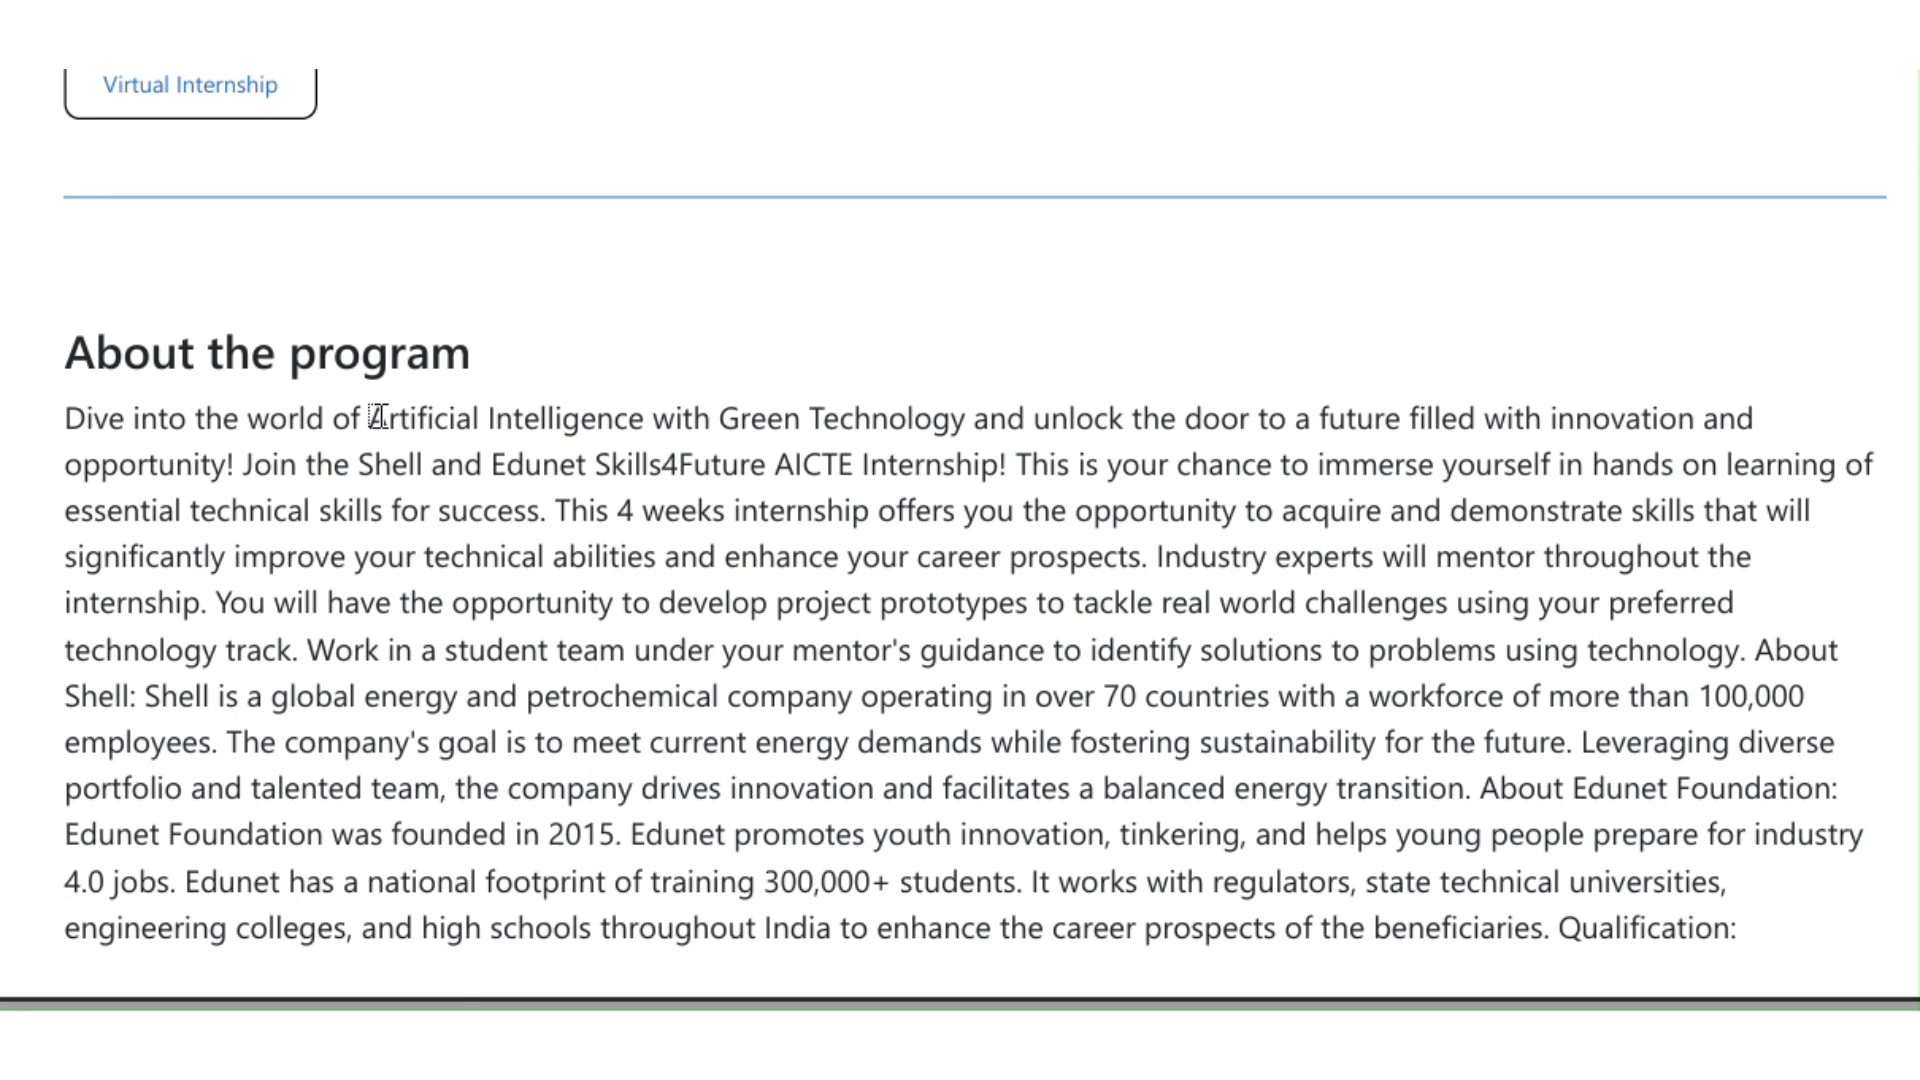 Virtual Internship
About the program
Dive into the world of Artificial Intelligence with Green Technology and unlock the door to a future filled with innovation and
opportunity! Join the Shell and Edunet Skills4Future AICTE Internship! This is your chance to immerse yourself in hands on learning of
essential technical skills for success. This 4 weeks internship offers you the opportunity to acquire and demonstrate skills that will
significantly improve your technical abilities and enhance your career prospects. Industry experts will mentor throughout the
internship. You will have the opportunity to develop project prototypes to tackle real world challenges using your preferred
technology track. Work in a student team under your mentor's guidance to identify solutions to problems using technology. About
Shell: Shell is a global energy and petrochemical company operating in over 70 countries with a workforce of more than 100,000
employees. The company's goal is to meet current energy demands while fostering sustainability for the future. Leveraging diverse
portfolio and talented team, the company drives innovation and facilitates a balanced energy transition. About Edunet Foundation:
Edunet Foundation was founded in 2015. Edunet promotes youth innovation, tinkering, and helps young people prepare for industry
4.0 jobs. Edunet has a national footprint of training 300,000+ students. It works with regulators, state technical universities,
engineering colleges, and high schools throughout India to enhance the career prospects of the beneficiaries. Qualification: